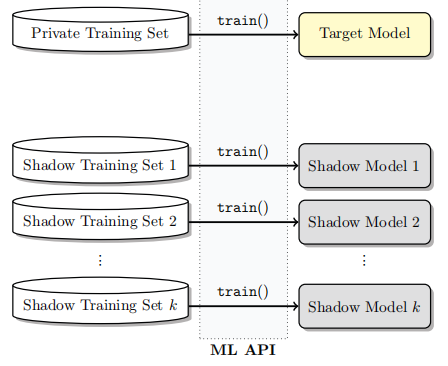 Private Training Set
train()
Target Model
Shadow Training Set 1
train()
Shadow Model 1
Shadow Training Set 2
train()
Shadow Model 2
⋮
⋮
Shadow Training Set k
train()
Shadow Model k
ML API